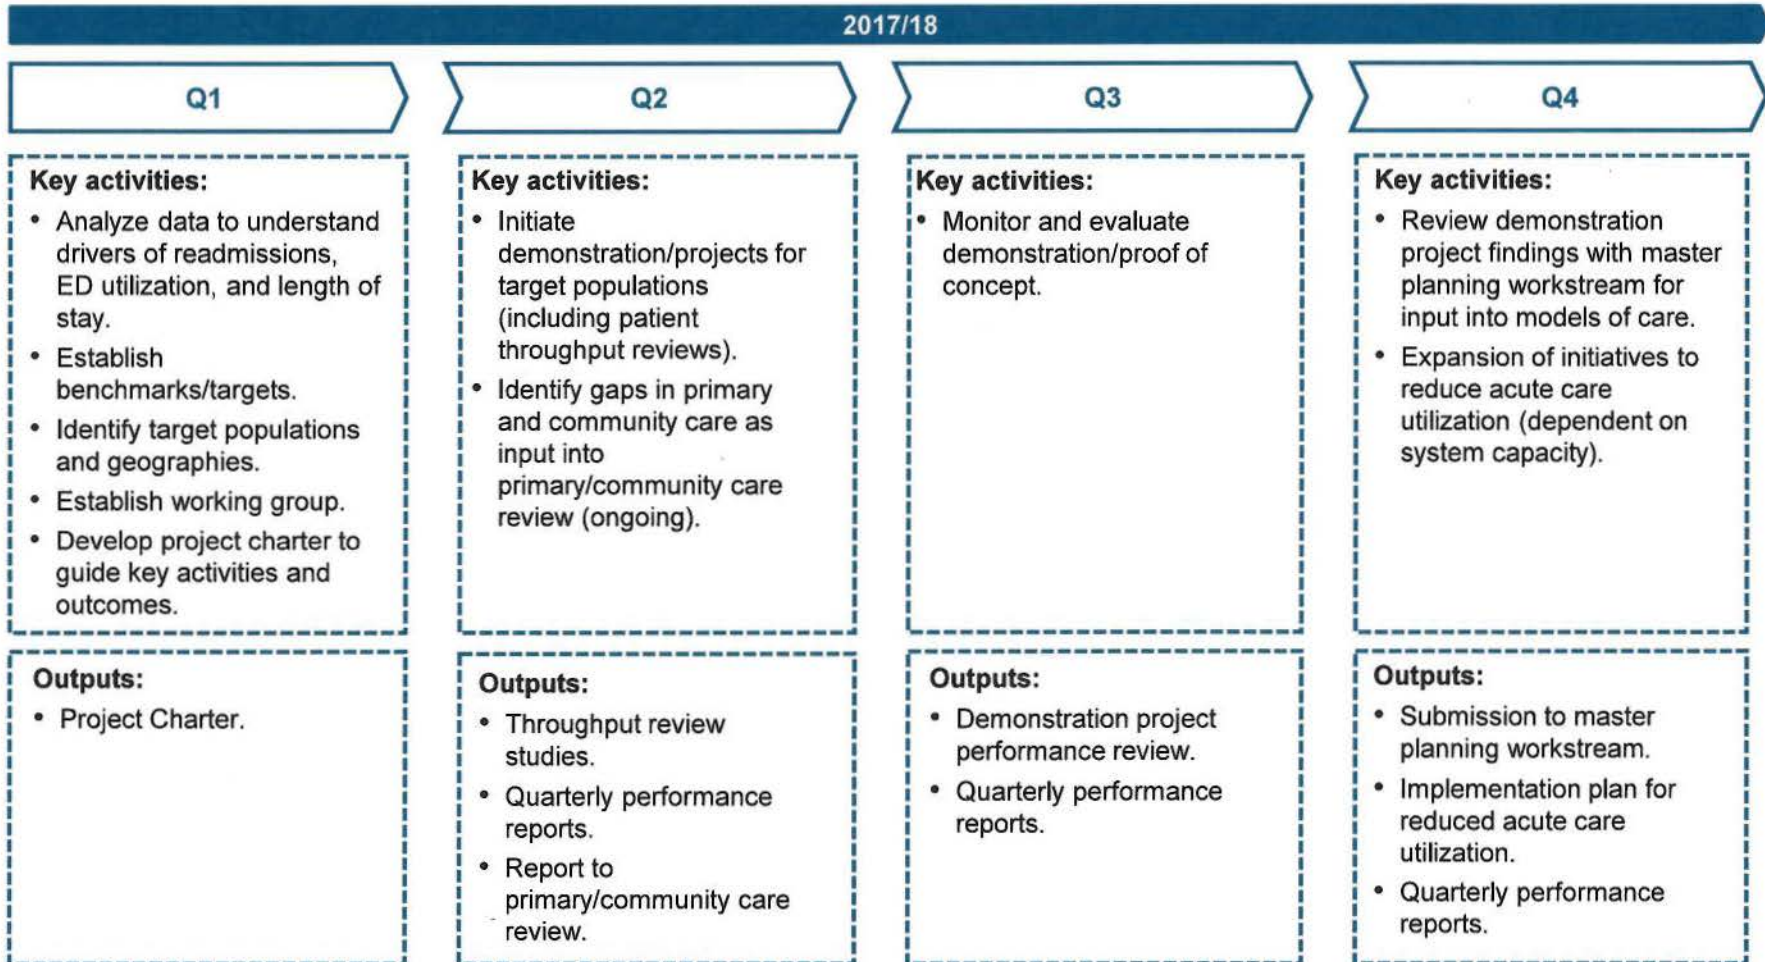 2017/18
Q1
Q2
Q3
Q4
Key activities:
• Analyze data to understand
drivers of readmissions,
ED utilization, and length of
stay.
• Establish
benchmarks/targets.
• Identify target populations
and geographies.
• Establish working group.
• Develop project charter to
guide key activities and
outcomes.
Key activities:
• Initiate
demonstration/projects for
target populations
(including patient
throughput reviews).
• Identify gaps in primary
and community care as
input into
primary/community care
review (ongoing).
Key activities:
• Monitor and evaluate
demonstration/proof of
concept.
Key activities:
• Review demonstration
project findings with master
planning workstream for
input into models of care.
• Expansion of initiatives to
reduce acute care
utilization (dependent on
system capacity).
Outputs:
• Project Charter.
Outputs:
• Throughput review
studies.
• Quarterly performance
reports.
• Report to
primary/community care
review.
Outputs:
• Demonstration project
performance review.
• Quarterly performance
reports.
Outputs:
• Submission to master
planning workstream.
• Implementation plan for
reduced acute care
utilization.
• Quarterly performance
reports.